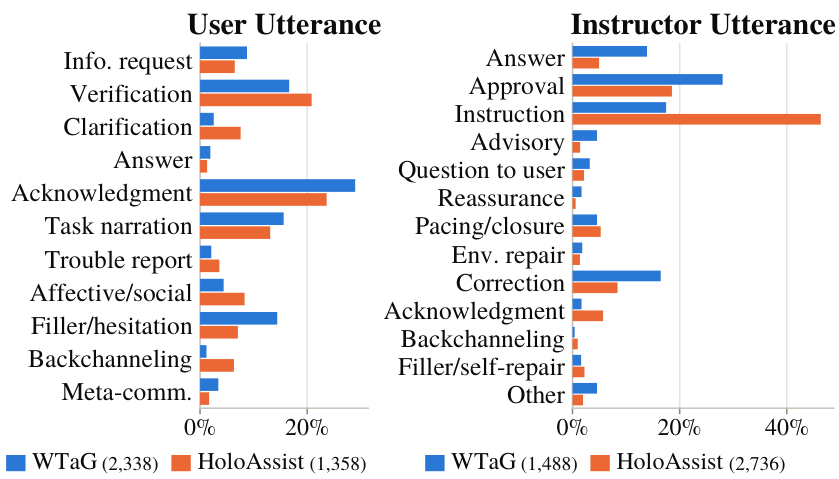 User Utterance
Info. request
Verification
Clarification
Answer
Acknowledgment
Task narration
Trouble report
Affective/social
Filler/hesitation
Backchanneling
Meta-comm.
0% 20%
WTaG (2,338) HoloAssist (1,358)
Instructor Utterance
Answer
Approval
Instruction
Advisory
Question to user
Reassurance
Pacing/closure
Env. repair
Correction
Acknowledgment
Backchanneling
Filler/self-repair
Other
0% 20% 40%
WTaG (1,488) HoloAssist (2,736)